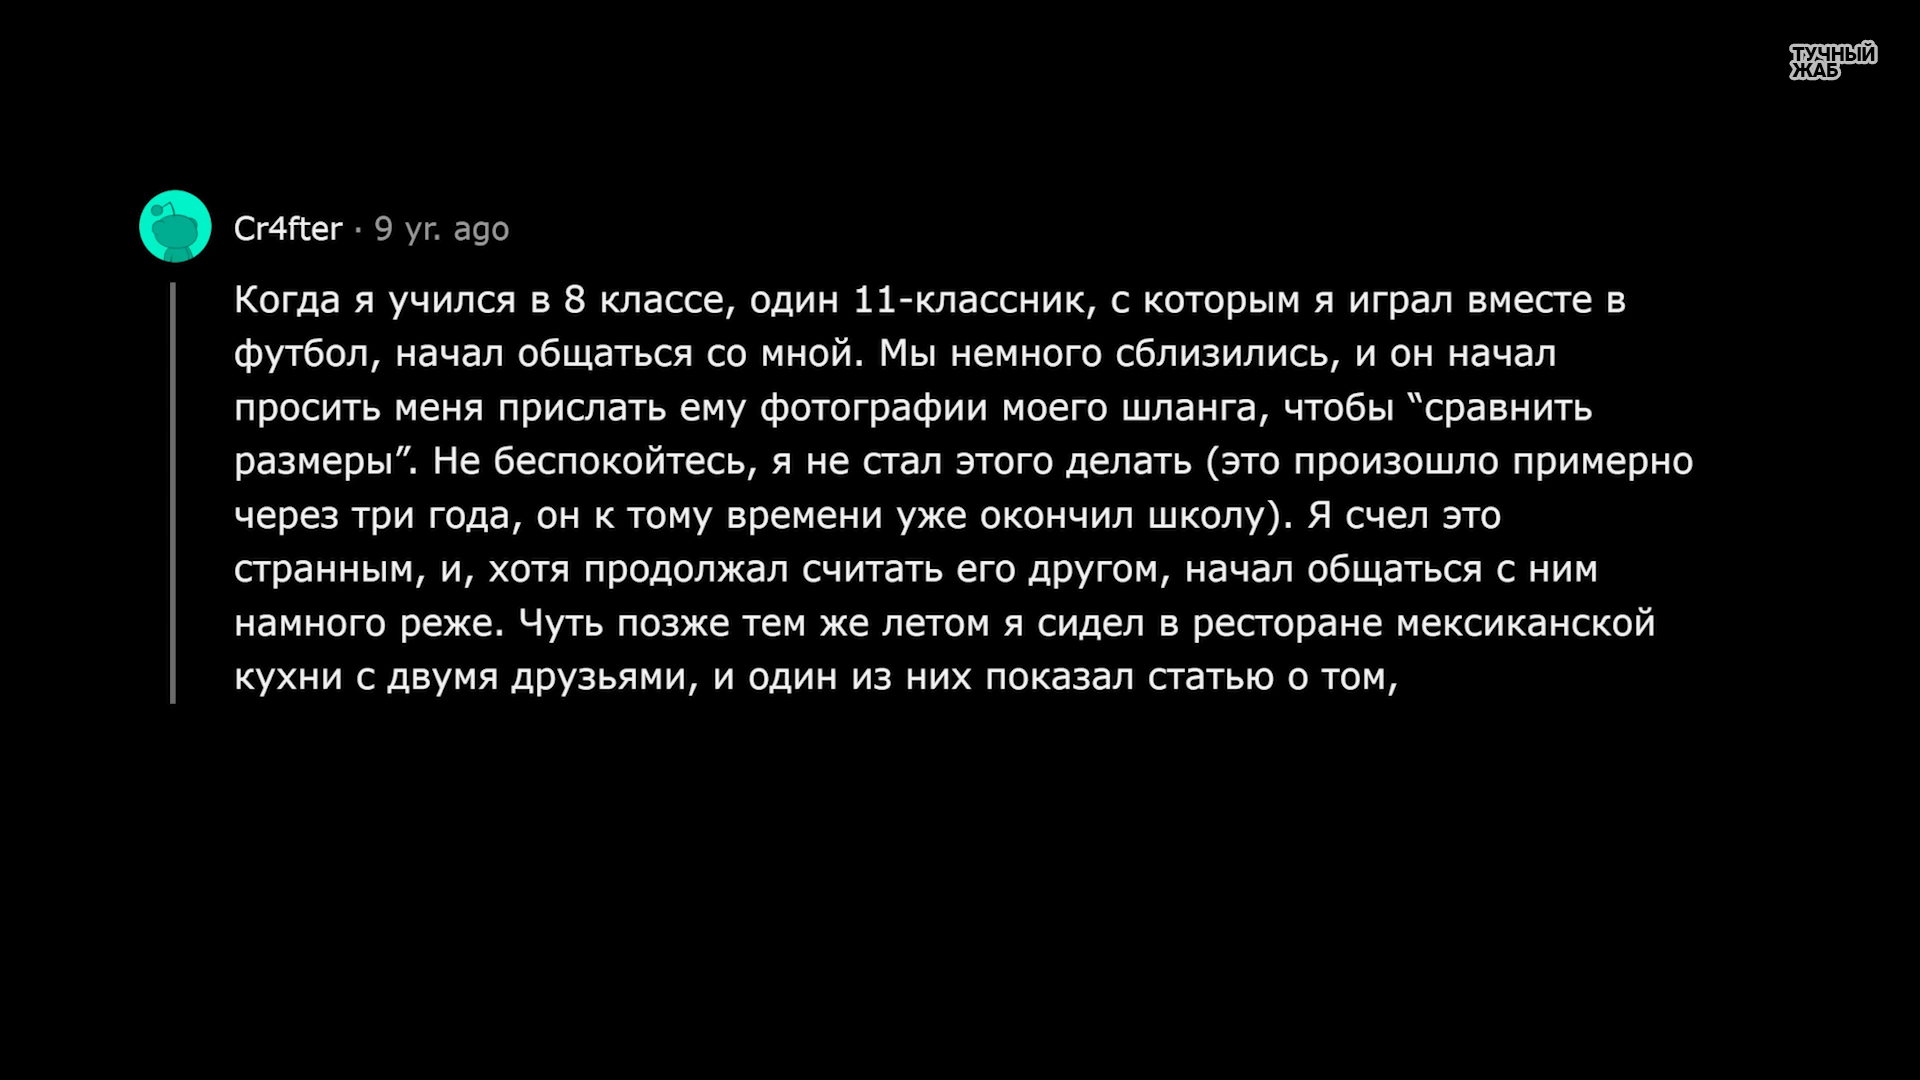 ТУЧНЫЙ
ЖАБ
Cr4fter · 9 yr. ago
Когда я учился в 8 классе, один 11-классник, с которым я играл вместе в
футбол, начал общаться со мной. Мы немного сблизились, и он начал
просить меня прислать ему фотографии моего шланга, чтобы “сравнить
размеры”. Не беспокойтесь, я не стал этого делать (это произошло примерно
через три года, он к тому времени уже окончил школу). Я счел это
странным, и, хотя продолжал считать его другом, начал общаться с ним
намного реже. Чуть позже тем же летом я сидел в ресторане мексиканской
кухни с двумя друзьями, и один из них показал статью о том,